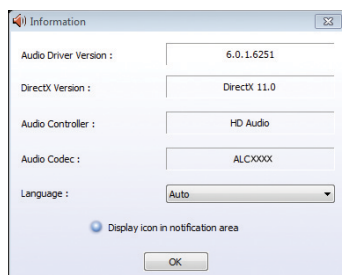 Information
Audio Driver Version : 6.0.1.6251
DirectX Version : DirectX 11.0
Audio Controller : HD Audio
Audio Codec : ALCXXXX
Language : Auto
Display icon in notification area
OK